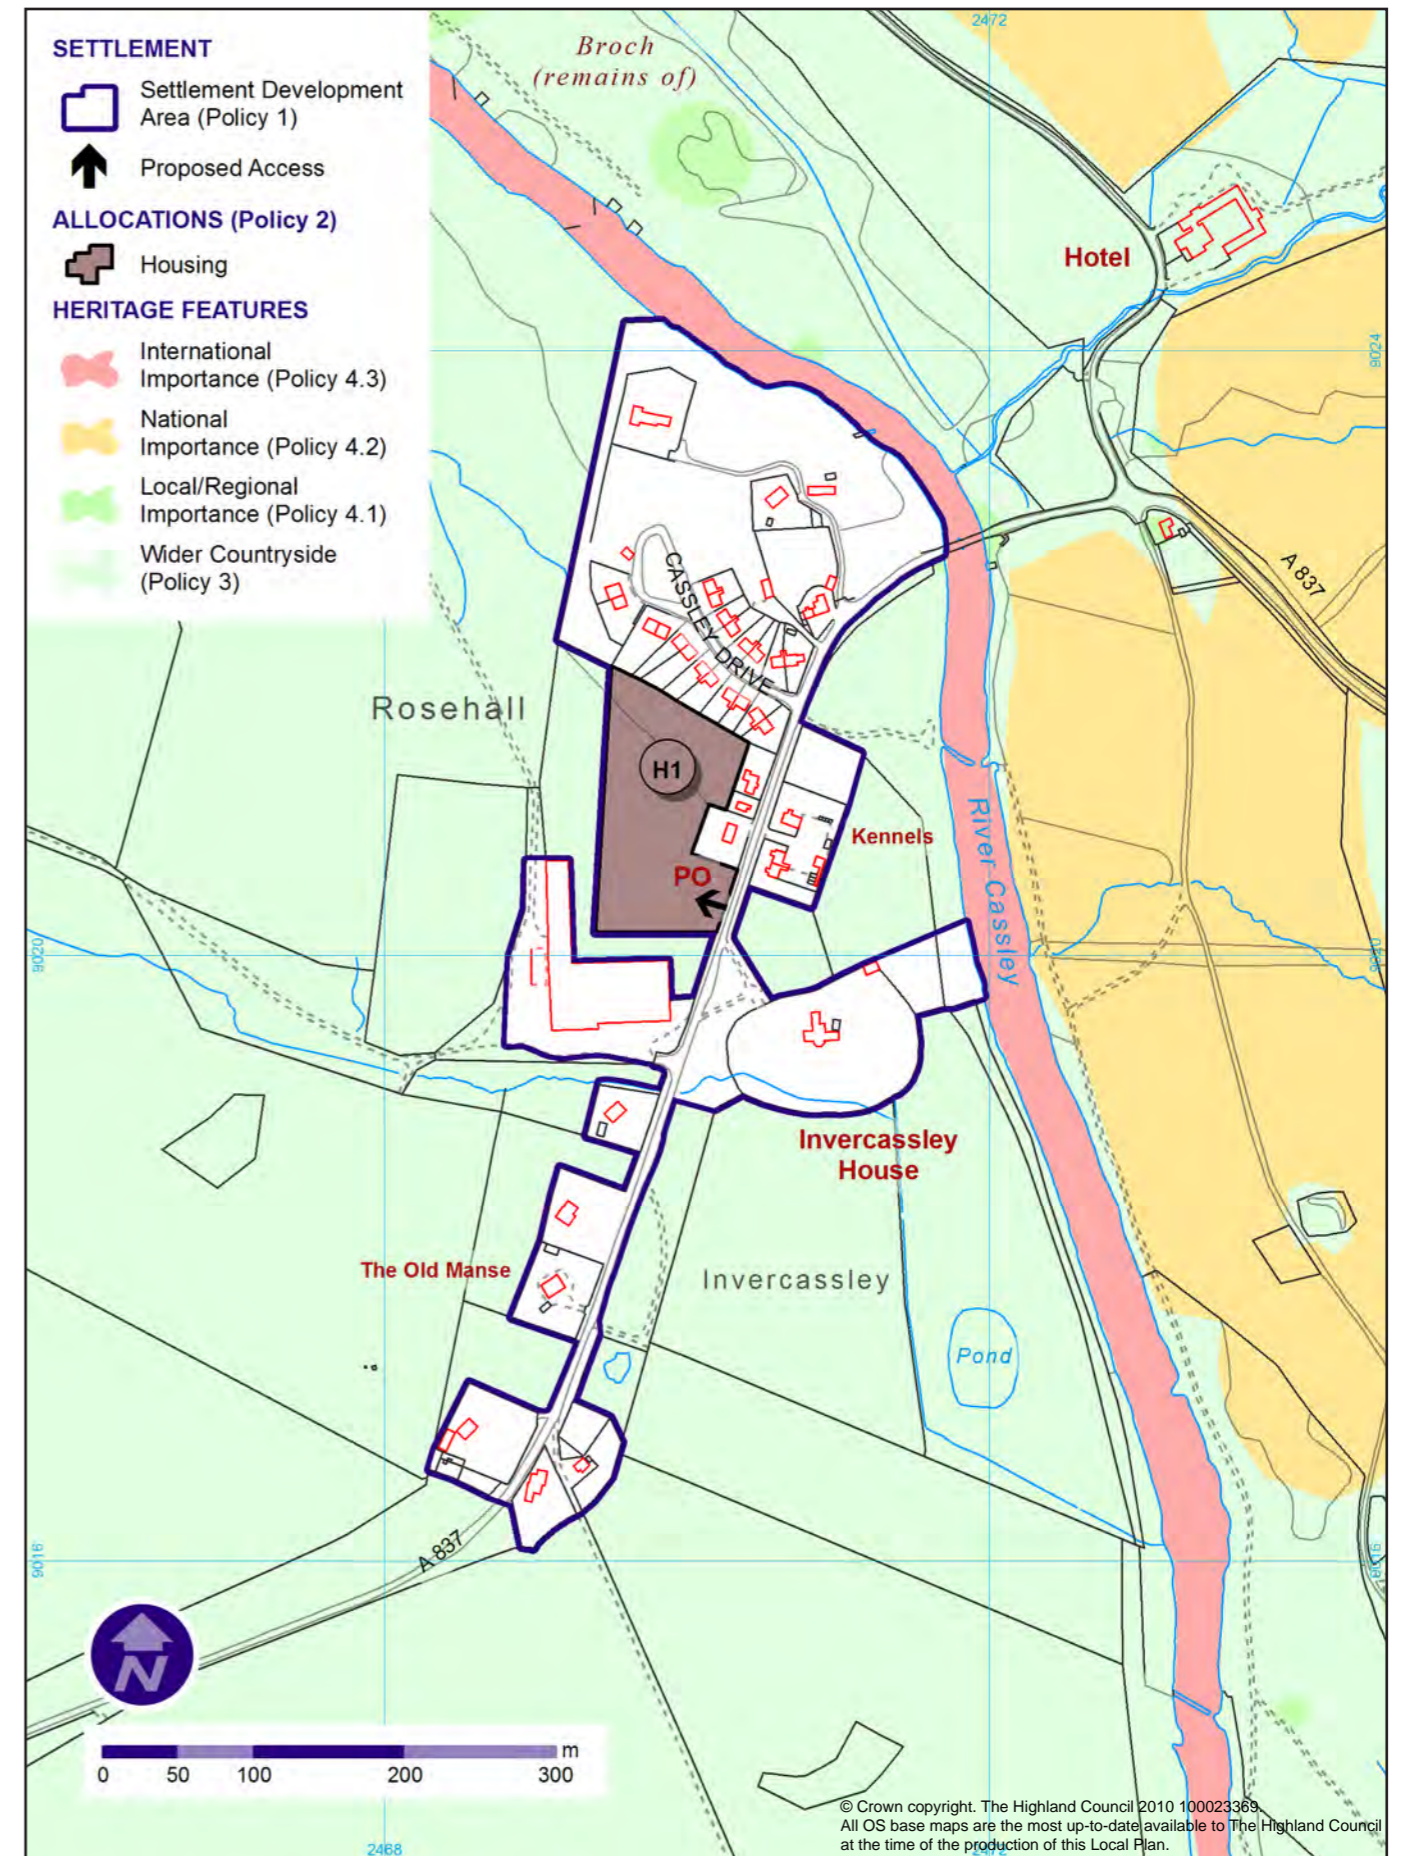 SETTLEMENT
Settlement Development
Area (Policy 1)
Proposed Access
ALLOCATIONS (Policy 2)
Housing
HERITAGE FEATURES
International
Importance (Policy 4.3)
National
Importance (Policy 4.2)
Local/Regional
Importance (Policy 4.1)
Wider Countryside
(Policy 3)
2472
Broch
(remains of)
Hotel
9024
A 837
CASSLEY DRIVE
Rosehall
H1
Kennels
PO
River Cassley
9020
9020
Invercassley
House
The Old Manse
Invercassley
Pond
A 837
9016
9016
N
0 50 100 200 300 m
2468
2472
© Crown copyright. The Highland Council 2010 100023369.
All OS base maps are the most up-to-date available to The Highland Council
at the time of the production of this Local Plan.